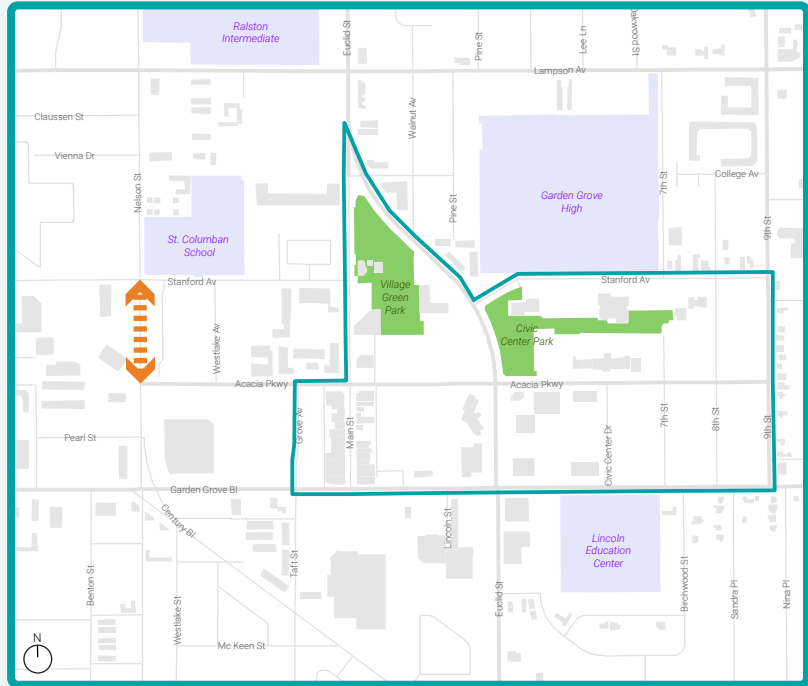 Ralston
Intermediate
Euclid St
Pine St
Lee Ln
Oakwood St
Lampson Av
Claussen St
Walnut Av
Vienna Dr
Nelson St
College Av
7th St
9th St
Pine St
Garden Grove
High
St. Columban
School
Stanford Av
Stanford Av
Village
Green
Park
Civic
Center Park
Westlake Av
Acacia Pkwy
Acacia Pkwy
Grove Av
Main St
Civic Center Dr
7th St
8th St
9th St
Pearl St
Garden Grove Bl
Century Bl
Lincoln St
Lincoln
Education
Center
Taft St
Benton St
Westlake St
Euclid St
Birchwood St
Sandra Pl
Nina Pl
Mc Keen St
N